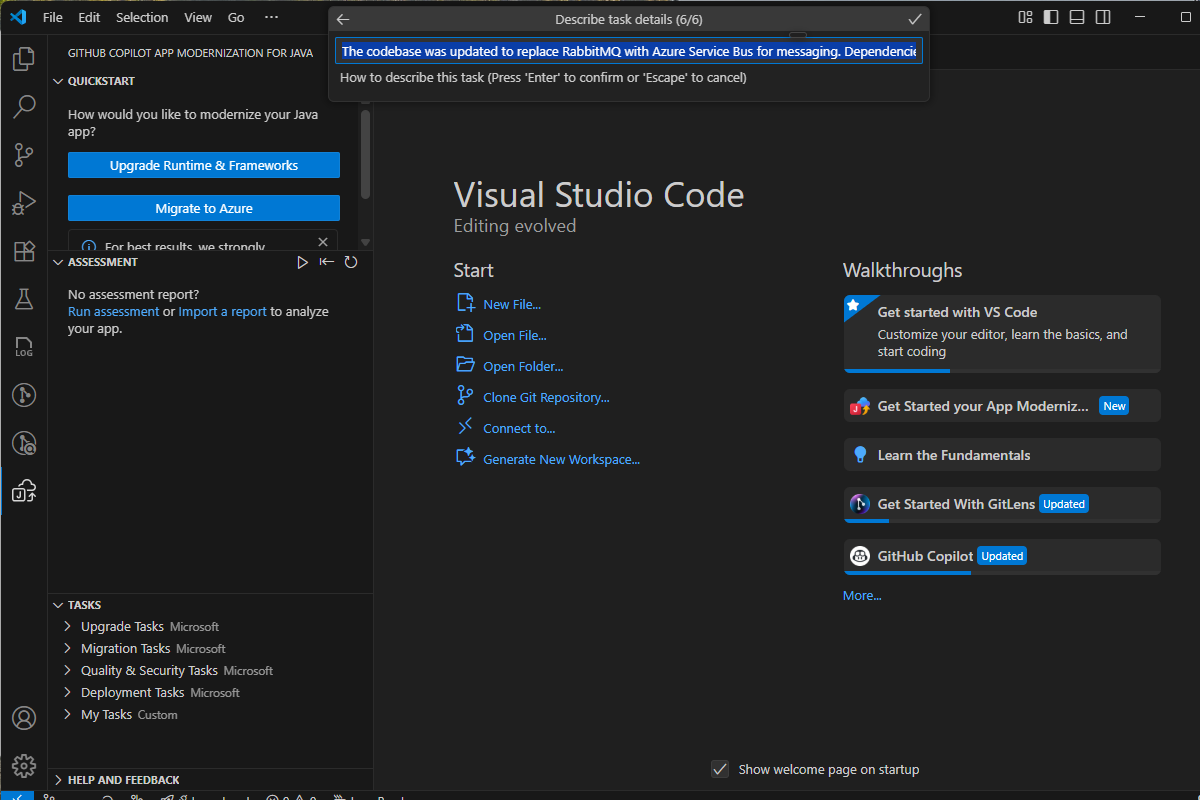 File Edit Selection View Go ...
Describe task details (6/6)
The codebase was updated to replace RabbitMQ with Azure Service Bus for messaging.
How to describe this task (Press 'Enter' to confirm or 'Escape' to cancel)
GITHUB COPILOT APP MODERNIZATION FOR JAVA
QUICKSTART
How would you like to modernize your Java
app?
Upgrade Runtime & Frameworks
Migrate to Azure
For best results, we strongly
ASSESSMENT
No assessment report?
Run assessment or Import a report to analyze
your app.
LOG
TASKS
Upgrade Tasks Microsoft
Migration Tasks Microsoft
Quality & Security Tasks Microsoft
Deployment Tasks Microsoft
My Tasks Custom
HELP AND FEEDBACK
Visual Studio Code
Editing evolved
Start
New File...
Open File...
Open Folder...
Clone Git Repository...
Connect to...
Generate New Workspace...
Walkthroughs
Get started with VS Code
Customize your editor, learn the basics, and
start coding
Get Started your App Moderniz... New
Learn the Fundamentals
Get Started With GitLens Updated
GitHub Copilot Updated
More...
Show welcome page on startup